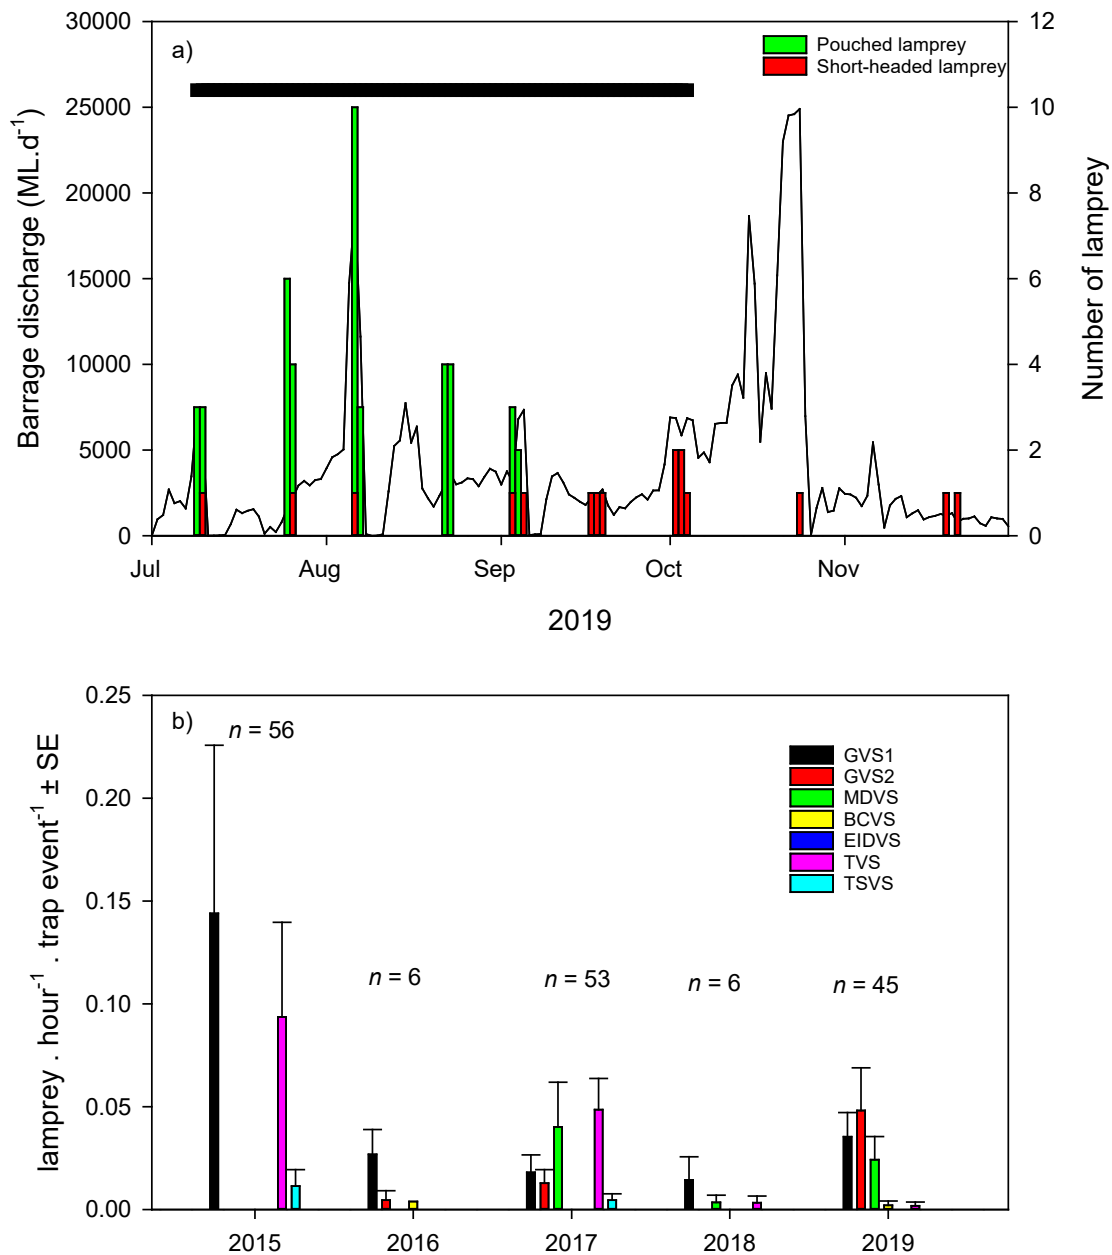 a)
Pouched lamprey
Short-headed lamprey
Barrage discharge (ML.d-1)
30000
25000
20000
15000
10000
5000
0
12
10
8
6
4
2
0
Number of lamprey
Jul Aug Sep Oct Nov
2019
b)
n = 56
n = 6
n = 53
n = 6
n = 45
GVS1
GVS2
MDVS
BCVS
EIDVS
TVS
TSVS
lamprey . hour-1 . trap event-1 ± SE
0.25
0.20
0.15
0.10
0.05
0.00
2015 2016 2017 2018 2019